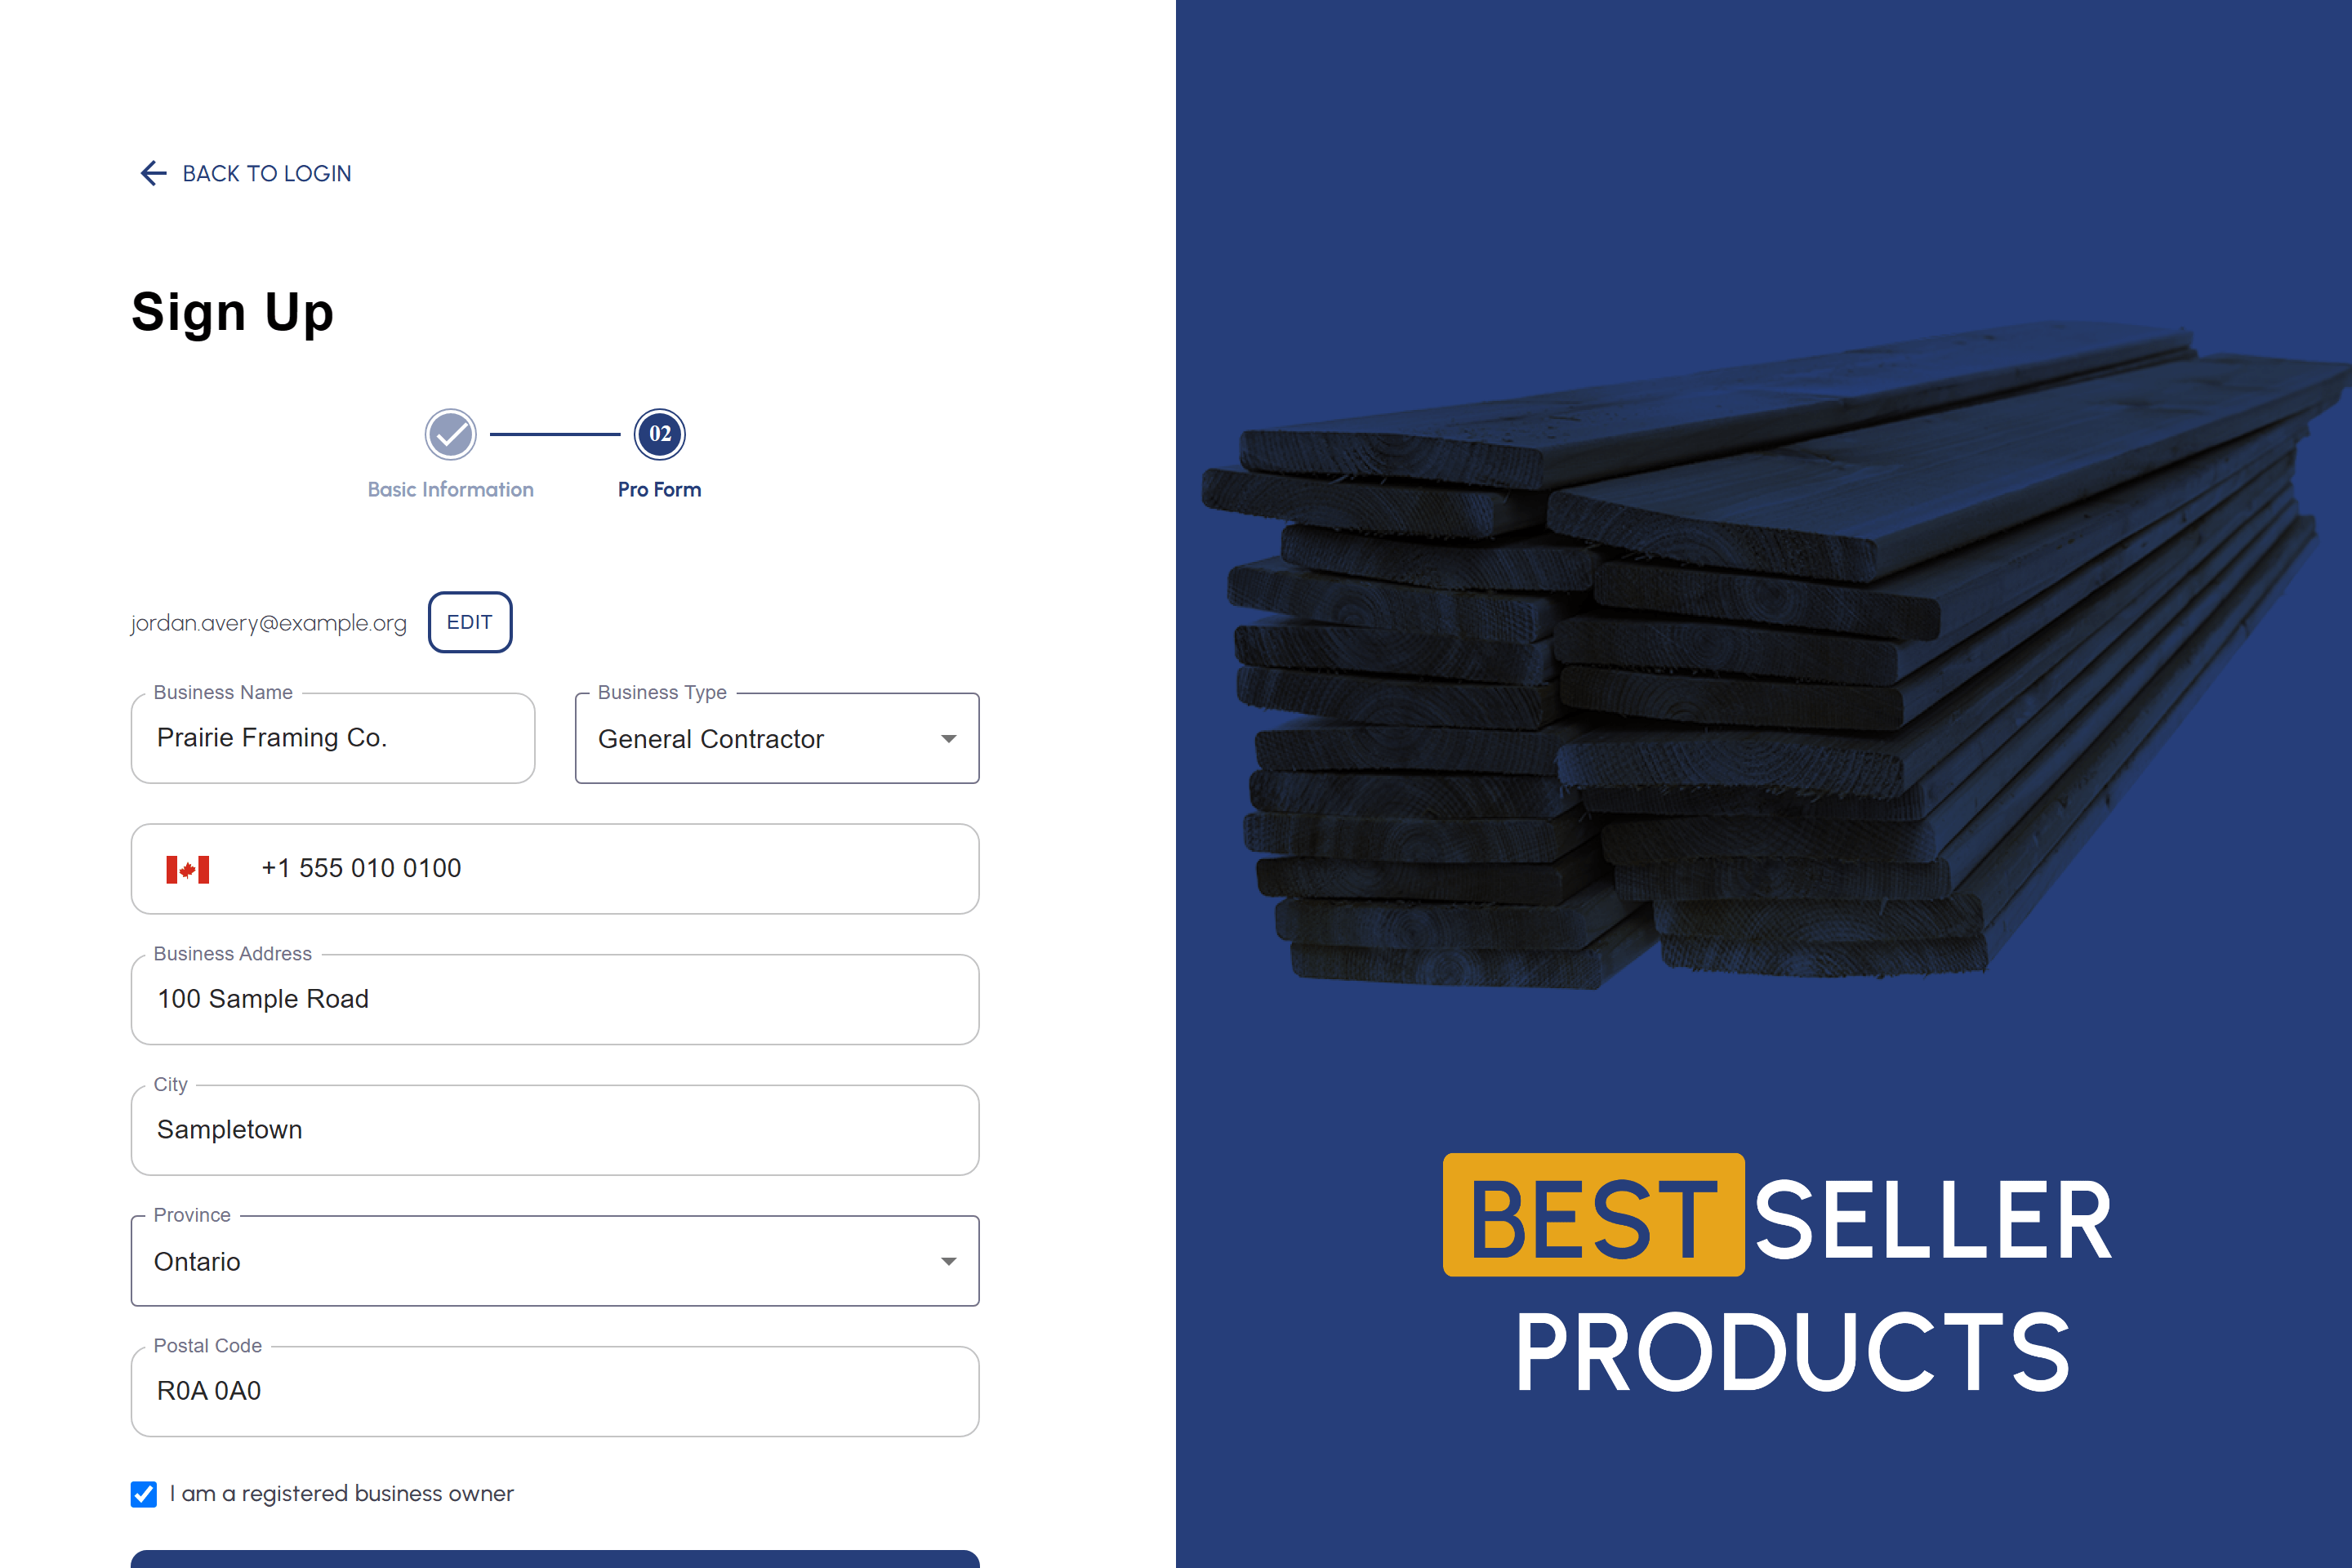 BACK TO LOGIN
Sign Up
02
Basic Information
Pro Form
jordan.avery@example.org
EDIT
Business Name
Prairie Framing Co.
Business Type
General Contractor
+1 555 010 0100
Business Address
100 Sample Road
City
Sampletown
Province
Ontario
Postal Code
R0A 0A0
I am a registered business owner
BEST SELLER
PRODUCTS